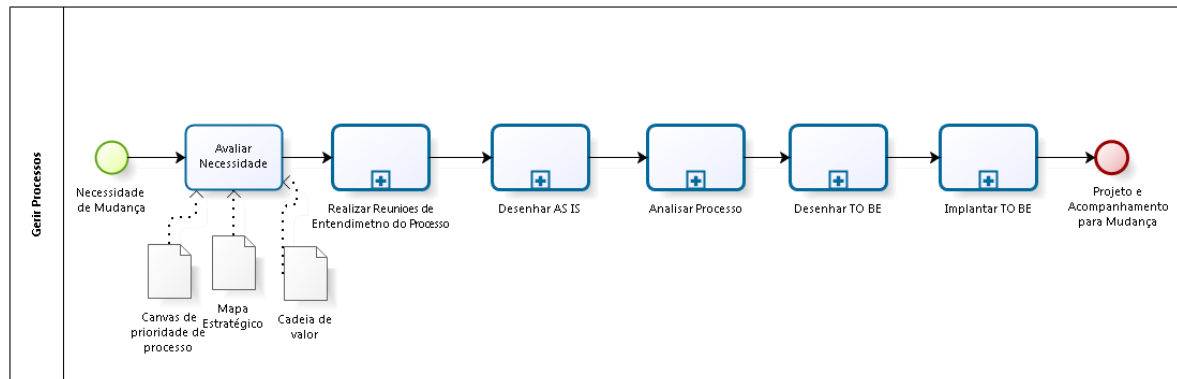 Gerir Processos
Necessidade
de Mudança
Avaliar
Necessidade
Realizar Reunioes de
Entendimetno do Processo
Desenhar AS IS
Analisar Processo
Desenhar TO BE
Implantar TO BE
Projeto e
Acompanhamento
para Mudança
Canvas de
prioridade de
processo
Mapa
Estratégico
Cadeia de
valor